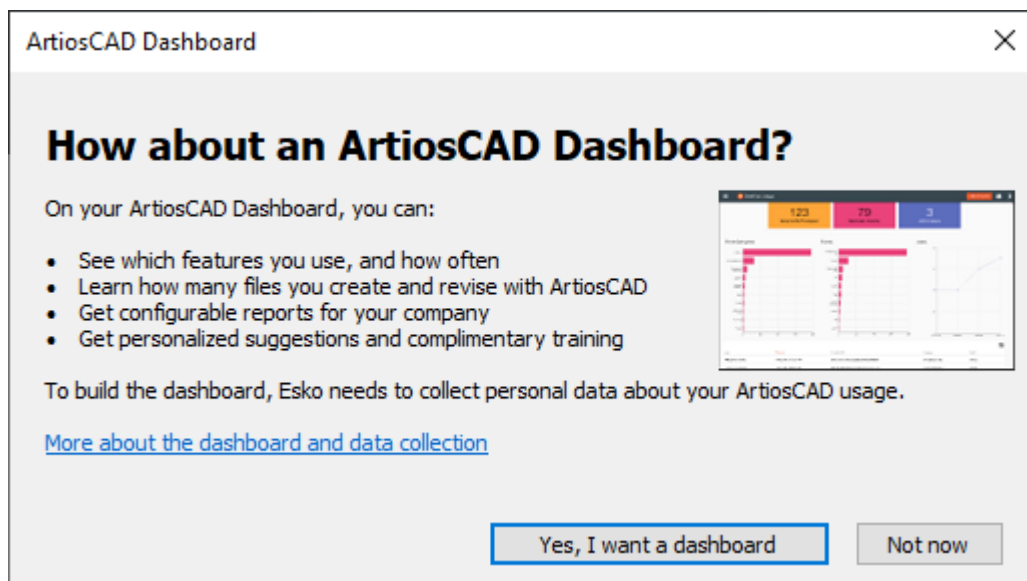 ArtiosCAD Dashboard
How about an ArtiosCAD Dashboard?
On your ArtiosCAD Dashboard, you can:
• See which features you use, and how often
• Learn how many files you create and revise with ArtiosCAD
• Get configurable reports for your company
• Get personalized suggestions and complimentary training
123
79
3
To build the dashboard, Esko needs to collect personal data about your ArtiosCAD usage.
More about the dashboard and data collection
Yes, I want a dashboard
Not now